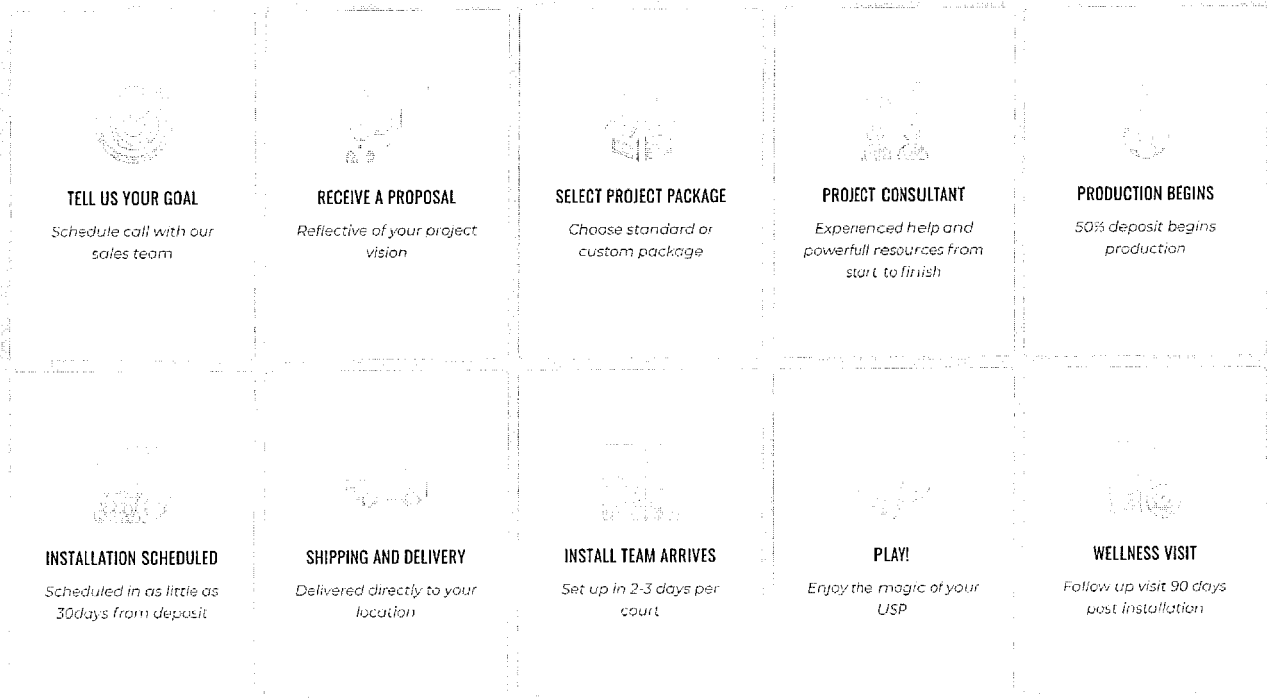 TELL US YOUR GOAL
Schedule call with our
sales team
RECEIVE A PROPOSAL
Reflective of your project
vision
SELECT PROJECT PACKAGE
Choose standard or
custom package
PROJECT CONSULTANT
Experienced help and
powerfull resources from
start to finish
PRODUCTION BEGINS
50% deposit begins
production
INSTALLATION SCHEDULED
Scheduled in as little as
30days from deposit
SHIPPING AND DELIVERY
Delivered directly to your
location
INSTALL TEAM ARRIVES
Set up in 2-3 days per
court
PLAY!
Enjoy the magic of your
USP
WELLNESS VISIT
Follow up visit 90 days
post installation